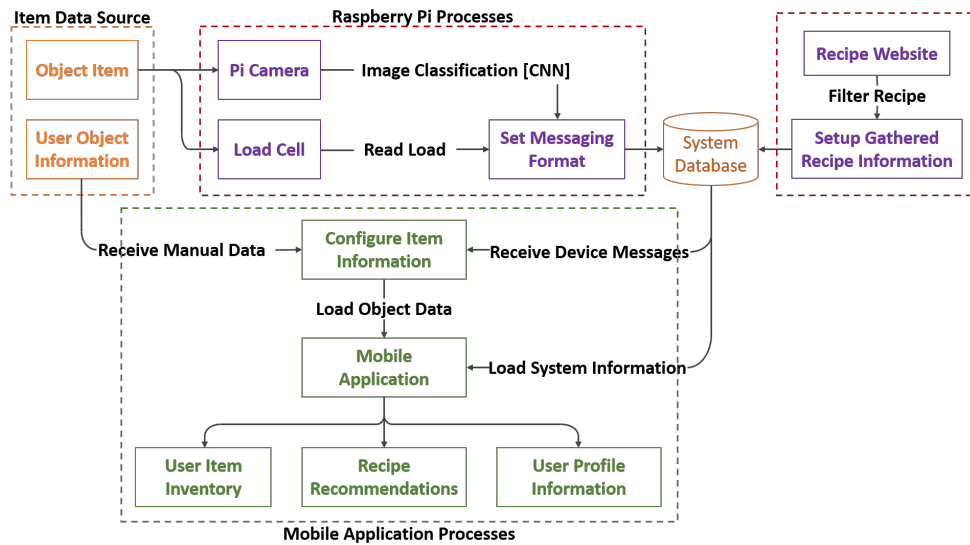 Item Data Source
Object Item
User Object
Information
Raspberry Pi Processes
Pi Camera
Image Classification [CNN]
Load Cell
Read Load
Set Messaging
Format
System
Database
Recipe Website
Filter Recipe
Setup Gathered
Recipe Information
Receive Manual Data
Configure Item
Information
Receive Device Messages
Load Object Data
Mobile
Application
Load System Information
User Item
Inventory
Recipe
Recommendations
User Profile
Information
Mobile Application Processes